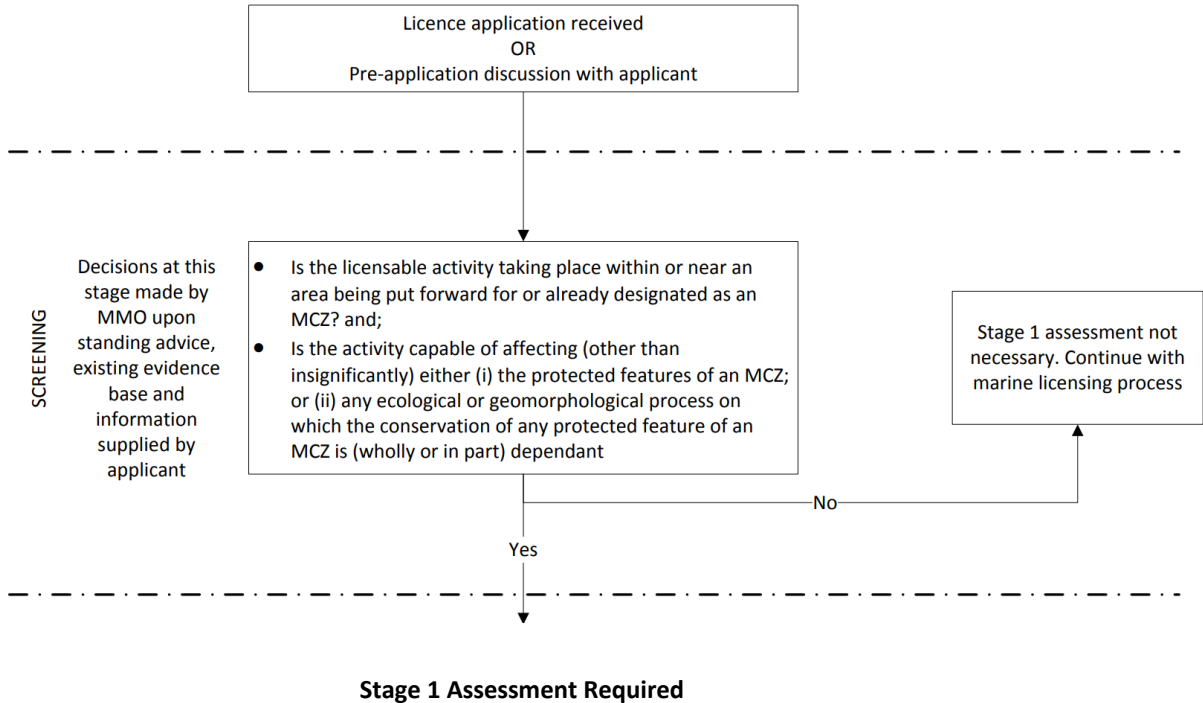 Licence application received
OR
Pre-application discussion with applicant
SCREENING
Decisions at this
stage made by
MMO upon
standing advice,
existing evidence
base and
information
supplied by
applicant
● Is the licensable activity taking place within or near an
area being put forward for or already designated as an
MCZ? and;
● Is the activity capable of affecting (other than
insignificantly) either (i) the protected features of an MCZ;
or (ii) any ecological or geomorphological process on
which the conservation of any protected feature of an
MCZ is (wholly or in part) dependant
Stage 1 assessment not
necessary. Continue with
marine licensing process
No
Yes
Stage 1 Assessment Required